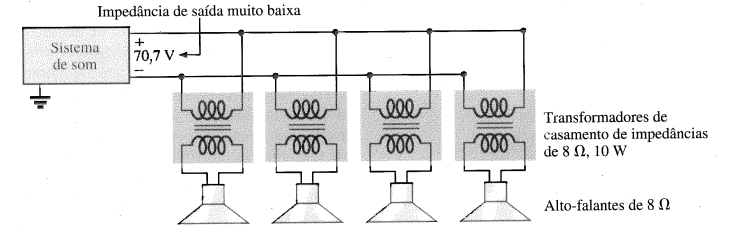 Impedância de saída muito baixa
Sistema
de som
+
70,7 V
−
Transformadores de
casamento de impedâncias
de 8 Ω, 10 W
Alto-falantes de 8 Ω